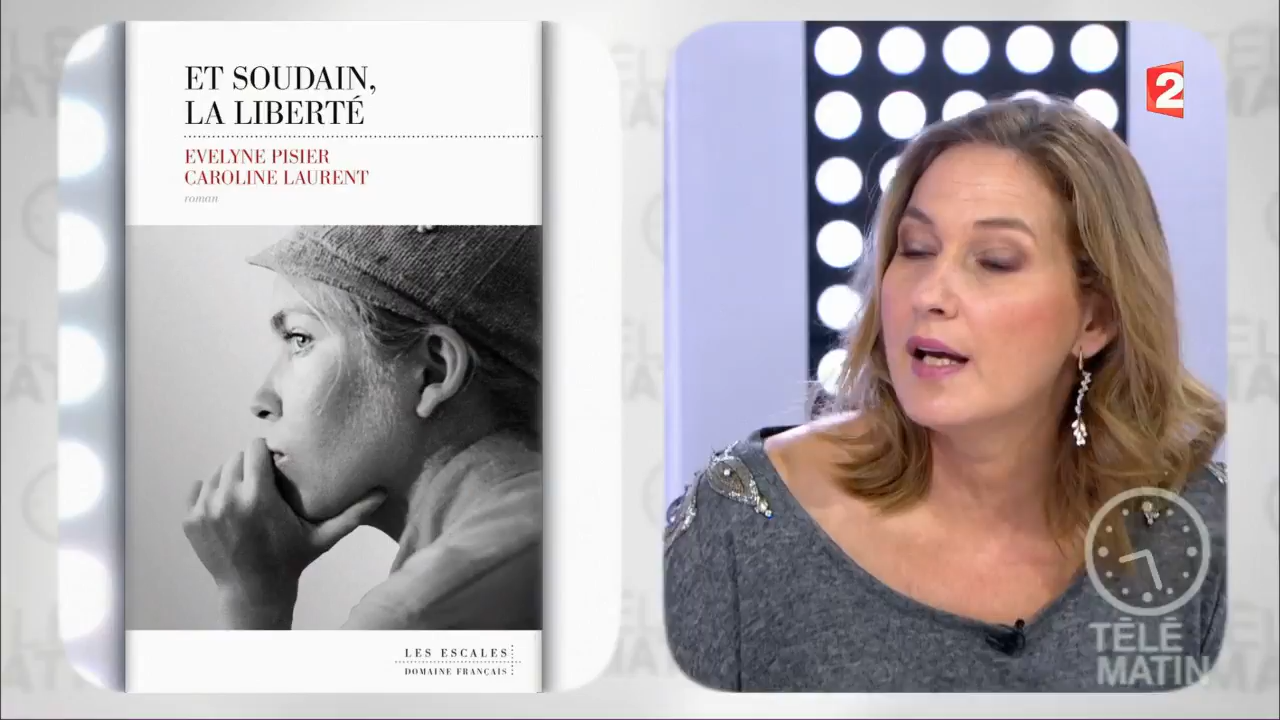 ET SOUDAIN,
LA LIBERTÉ
EVELYNE PISIER
CAROLINE LAURENT
roman
LES ESCALES
DOMAINE FRANÇAIS
2
TÉLÉ
MATIN